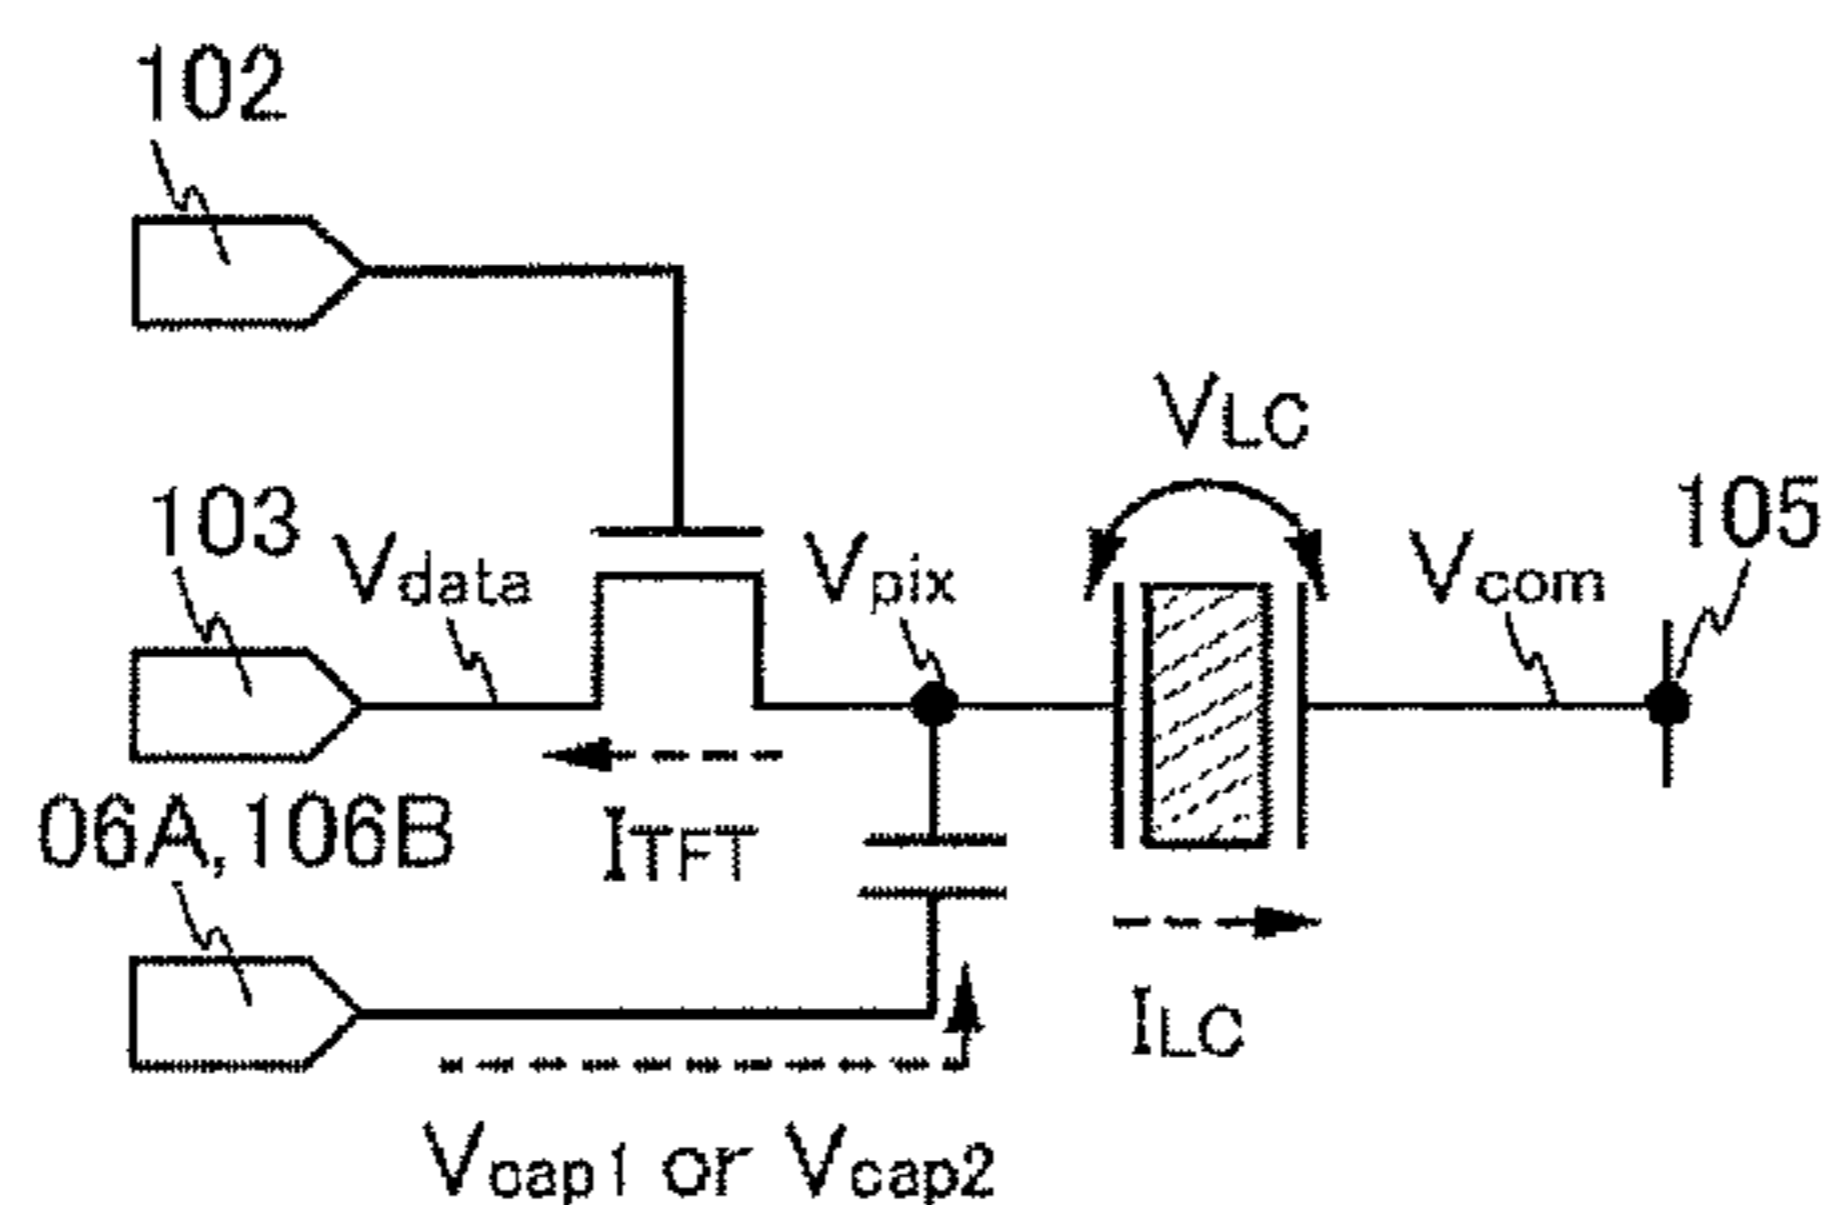 102
VLC
103
Vdata
Vpix
Vcom
105
06A,106B
ITFT
ILC
Vcap1 or Vcap2